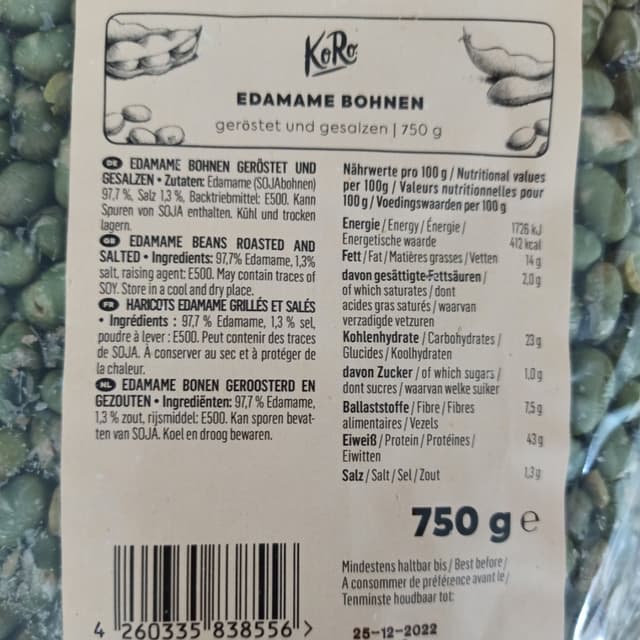 KoRo
EDAMAME BOHNEN
geröstet und gesalzen | 750 g
DE EDAMAME BOHNEN GERÖSTET UND
GESALZEN • Zutaten: Edamame (SOJAbohnen)
97,7 %, Salz 1,3 %, Backtriebmittel: E500. Kann
Spuren von SOJA enthalten. Kühl und trocken
lagern.
GB EDAMAME BEANS ROASTED AND
SALTED • Ingredients: 97,7% Edamame, 1,3%
salt, raising agent: E500. May contain traces of
SOY. Store in a cool and dry place.
FR HARICOTS EDAMAME GRILLÉS ET SALÉS
• Ingrédients : 97,7 % Edamame, 1,3 % sel,
poudre à lever : E500. Peut contenir des traces
de SOJA. À conserver au sec et à protéger de
la chaleur.
NL EDAMAME BONEN GEROOSTERD EN
GEZOUTEN • Ingrediënten: 97,7 % Edamame,
1,3 % zout, rijsmiddel: E500. Kan sporen bevat-
ten van SOJA. Koel en droog bewaren.
Nährwerte pro 100 g / Nutritional values
per 100g / Valeurs nutritionnelles pour
100 g / Voedingswaarden per 100 g
Energie / Energy / Énergie / 1726 kJ
Energetische waarde 412 kcal
Fett / Fat / Matières grasses / Vetten 14 g
davon gesättigte Fettsäuren / 2,0 g
of which saturates / dont
acides gras saturés / waarvan
verzadigde vetzuren
Kohlenhydrate / Carbohydrates / 23 g
Glucides / Koolhydraten
davon Zucker / of which sugars / 1,0 g
dont sucres / waarvan welke suiker
Ballaststoffe / Fibre / Fibres 7,5 g
alimentaires / Vezels
Eiweiß / Protein / Protéines / 43 g
Eiwitten
Salz / Salt / Sel / Zout 1,3 g
750 g e
Mindestens haltbar bis / Best before /
A consommer de préférence avant le /
Tenminste houdbaar tot:
25-12-2022
4 260335 838556 >